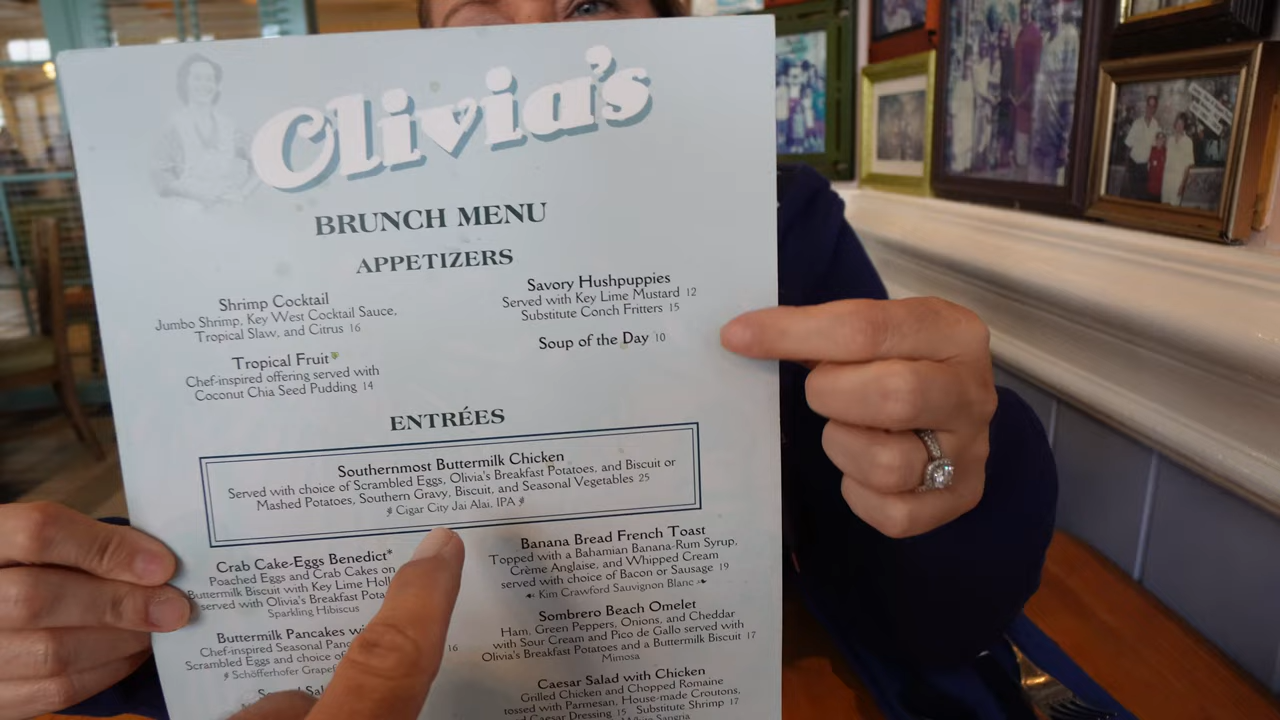 Olivia's
BRUNCH MENU
APPETIZERS
Shrimp Cocktail
Jumbo Shrimp, Key West Cocktail Sauce,
Tropical Slaw, and Citrus 16
Tropical Fruit
Chef-inspired offering served with
Coconut Chia Seed Pudding 14
Savory Hushpuppies
Served with Key Lime Mustard 12
Substitute Conch Fritters 15
Soup of the Day 10
ENTRÉES
Southernmost Buttermilk Chicken
Served with choice of Scrambled Eggs, Olivia's Breakfast Potatoes, and Biscuit or
Mashed Potatoes, Southern Gravy, Biscuit, and Seasonal Vegetables 25
Cigar City Jai Alai, IPA
Crab Cake-Eggs Benedict*
Poached Eggs and Crab Cakes on
Buttermilk Biscuit with Key Lime
served with Olivia's Breakfast
Sparkling Hibiscus
Buttermilk Pancakes
Chef-inspired Seasonal
Scrambled Eggs and choice of 16
Schöfferhofer
Banana Bread French Toast
Topped with a Bahamian Banana-Rum Syrup,
Crème Anglaise, and Whipped Cream
served with choice of Bacon or Sausage 19
Kim Crawford Sauvignon Blanc
Sombrero Beach Omelet
Ham, Green Peppers, Onions, and Cheddar
with Sour Cream and Pico de Gallo served with
Olivia's Breakfast Potatoes and a Buttermilk Biscuit 17
Mimosa
Caesar Salad with Chicken
Grilled Chicken and Chopped Romaine
tossed with Parmesan, House-made Croutons,
Caesar Dressing 15 Substitute Shrimp 17